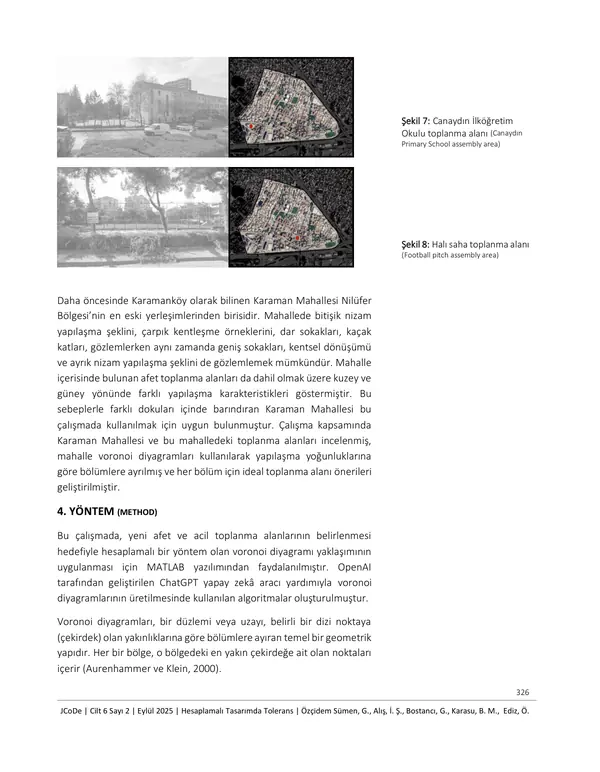 Şekil 7: Canaydın İlköğretim
Okulu toplanma alanı (Canaydın
Primary School assembly area)
Şekil 8: Halı saha toplanma alanı
(Football pitch assembly area)
Daha öncesinde Karamanköy olarak bilinen Karaman Mahallesi Nilüfer
Bölgesi’nin en eski yerleşimlerinden birisidir. Mahallede bitişik nizam
yapılaşma şeklini, çarpık kentleşme örneklerini, dar sokakları, kaçak
katları, gözlemlerken aynı zamanda geniş sokakları, kentsel dönüşümü
ve ayrık nizam yapılaşma şeklini de gözlemlemek mümkündür. Mahalle
içerisinde bulunan afet toplanma alanları da dahil olmak üzere kuzey ve
güney yönünde farklı yapılaşma karakteristikleri göstermiştir. Bu
sebeplerle farklı dokuları içinde barındıran Karaman Mahallesi bu
çalışmada kullanılmak için uygun bulunmuştur. Çalışma kapsamında
Karaman Mahallesi ve bu mahalledeki toplanma alanları incelenmiş,
mahalle voronoi diyagramları kullanılarak yapılaşma yoğunluklarına
göre bölümlere ayrılmış ve her bölüm için ideal toplanma alanı önerileri
geliştirilmiştir.
4. YÖNTEM (METHOD)
Bu çalışmada, yeni afet ve acil toplanma alanlarının belirlenmesi
hedefiyle hesaplamalı bir yöntem olan voronoi diyagramı yaklaşımının
uygulanması için MATLAB yazılımından faydalanılmıştır. OpenAI
tarafından geliştirilen ChatGPT yapay zekâ aracı yardımıyla voronoi
diyagramlarının üretilmesinde kullanılan algoritmalar oluşturulmuştur.
Voronoi diyagramları, bir düzlemi veya uzayı, belirli bir dizi noktaya
(çekirdek) olan yakınlıklarına göre bölümlere ayıran temel bir geometrik
yapıdır. Her bir bölge, o bölgedeki en yakın çekirdeğe ait olan noktaları
içerir (Aurenhammer ve Klein, 2000).
326
JCoDe | Cilt 6 Sayı 2 | Eylül 2025 | Hesaplamalı Tasarımda Tolerans | Özçidem Sümen, G., Alış, İ. Ş., Bostancı, G., Karasu, B. M., Ediz, Ö.